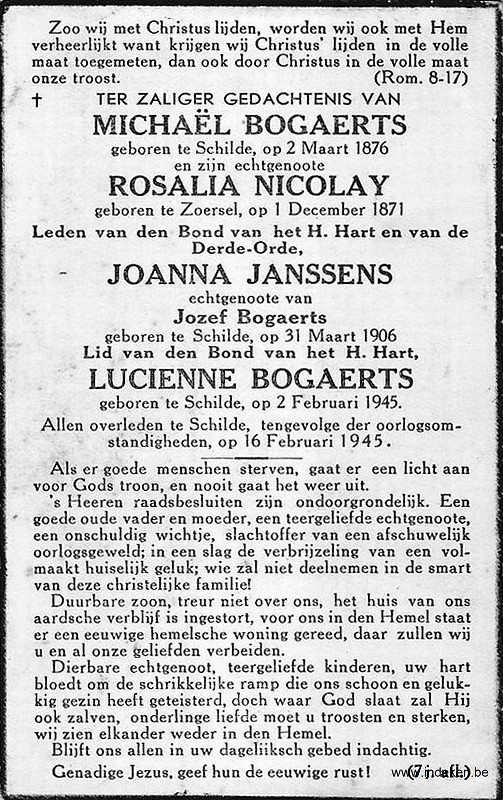 Zoo wij met Christus lijden, worden wij ook met Hem
verheerlijkt want krijgen wij Christus' lijden in de volle
maat toegemeten, dan ook door Christus in de volle maat
onze troost. (Rom. 8-17)
† TER ZALIGER GEDACHTENIS VAN
MICHAËL BOGAERTS
geboren te Schilde, op 2 Maart 1876
en zijn echtgenoote
ROSALIA NICOLAY
geboren te Zoersel, op 1 December 1871
Leden van den Bond van het H. Hart en van de
Derde-Orde,
JOANNA JANSSENS
echtgenoote van
Jozef Bogaerts
geboren te Schilde, op 31 Maart 1906
Lid van den Bond van het H. Hart,
LUCIENNE BOGAERTS
geboren te Schilde, op 2 Februari 1945.
Allen overleden te Schilde, tengevolge der oorlogsom-
standigheden, op 16 Februari 1945.
Als er goede menschen sterven, gaat er een licht aan
voor Gods troon, en nooit gaat het weer uit.
's Heeren raadsbesluiten zijn ondoorgrondelijk. Een
goede oude vader en moeder, een teergeliefde echtgenoote,
een onschuldig wichtje, slachtoffer van een afschuwelijk
oorlogsgeweld; in een slag de verbrijzeling van een vol-
maakt huiselijk geluk; wie zal niet deelnemen in de smart
van deze christelijke familie!
Duurbare zoon, treur niet over ons, het huis van ons
aardsche verblijf is ingestort, voor ons in den Hemel staat
er een eeuwige hemelsche woning gereed, daar zullen wij
u en al onze geliefden verbeiden.
Dierbare echtgenoot, teergeliefde kinderen, uw hart
bloedt om de schrikkelijke ramp die ons schoon en geluk-
kig gezin heeft geteisterd, doch waar God slaat zal Hij
ook zalven, onderlinge liefde moet u troosten en sterken,
wij zien elkander weder in den Hemel.
Blijft ons allen in uw dagelijksch gebed indachtig.
Genadige Jezus, geef hun de eeuwige rust! (7 j. afl.)